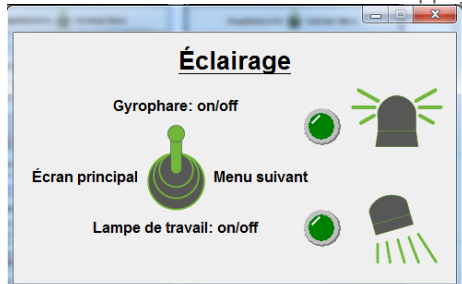 Éclairage
Gyrophare: on/off
Écran principal
Menu suivant
Lampe de travail: on/off